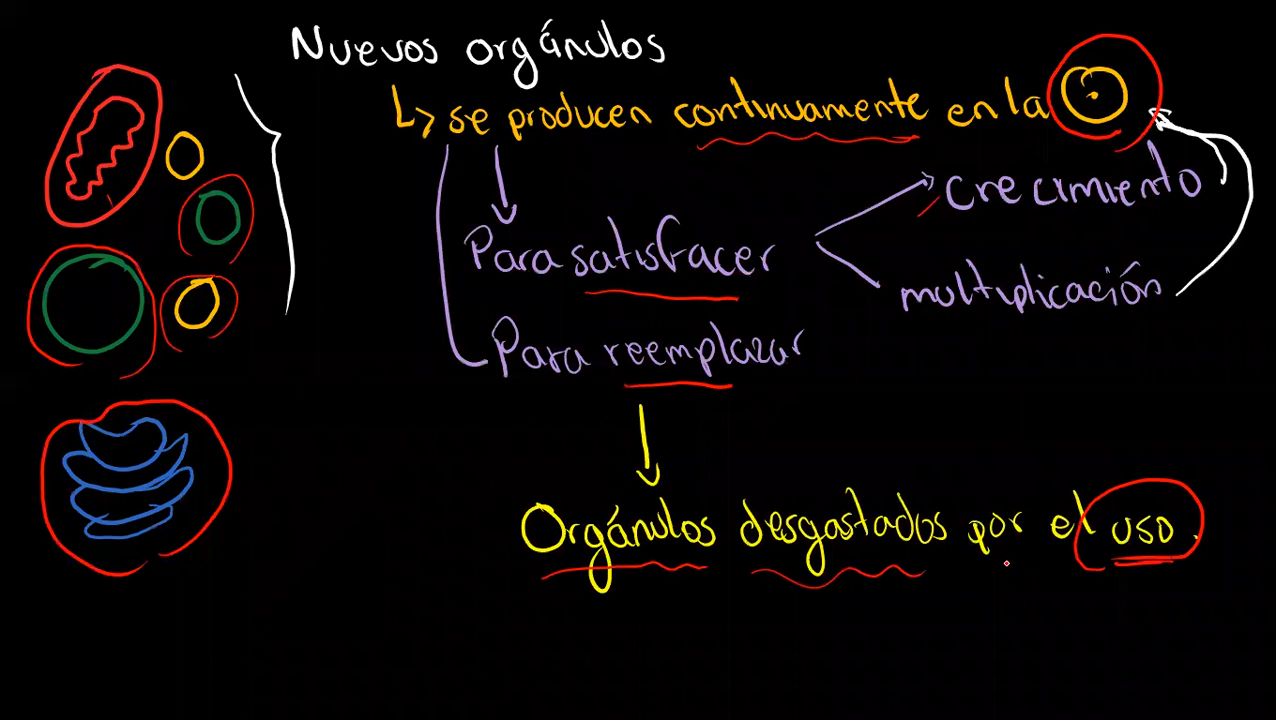 Nuevos orgánulos
se producen continuamente en la
crecimiento
Para satisfacer
multiplicación
Para reemplazar
Orgánulos desgastados por el uso.